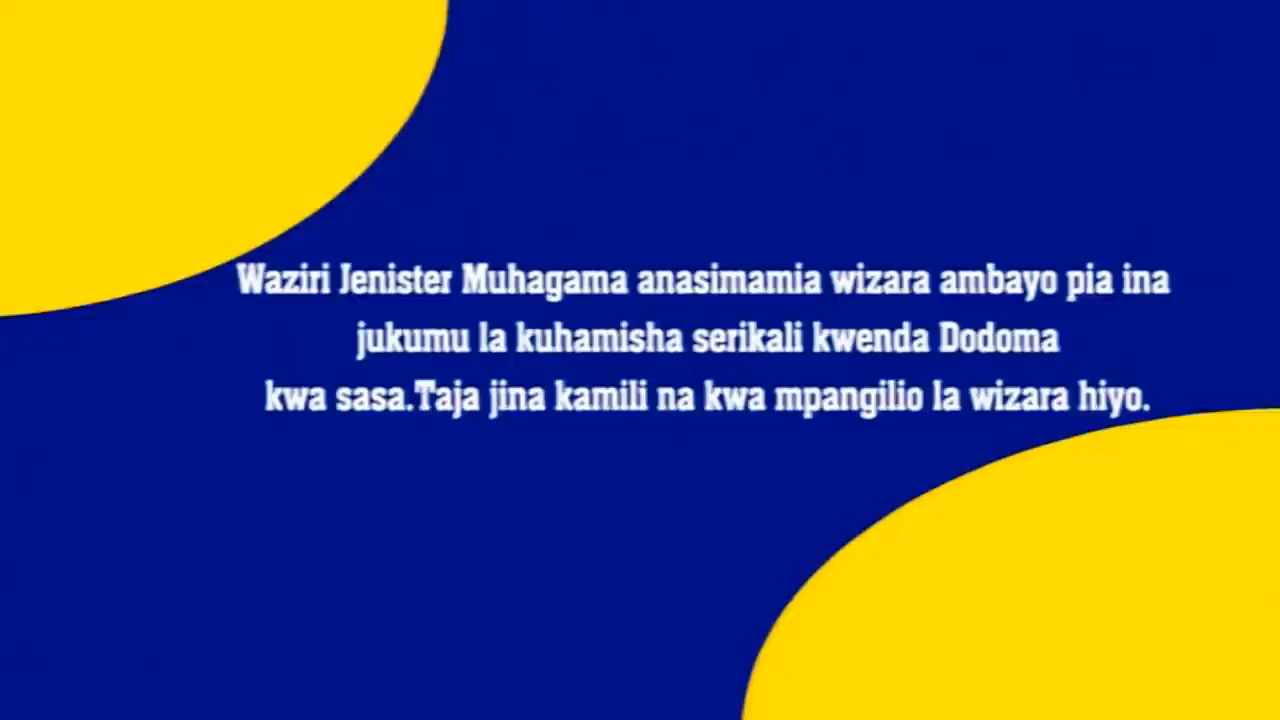 Waziri Jenister Muhagama anasimamia wizara ambayo pia ina
jukumu la kuhamisha serikali kwenda Dodoma
kwa sasa.Taja jina kamili na kwa mpangilio la wizara hiyo.